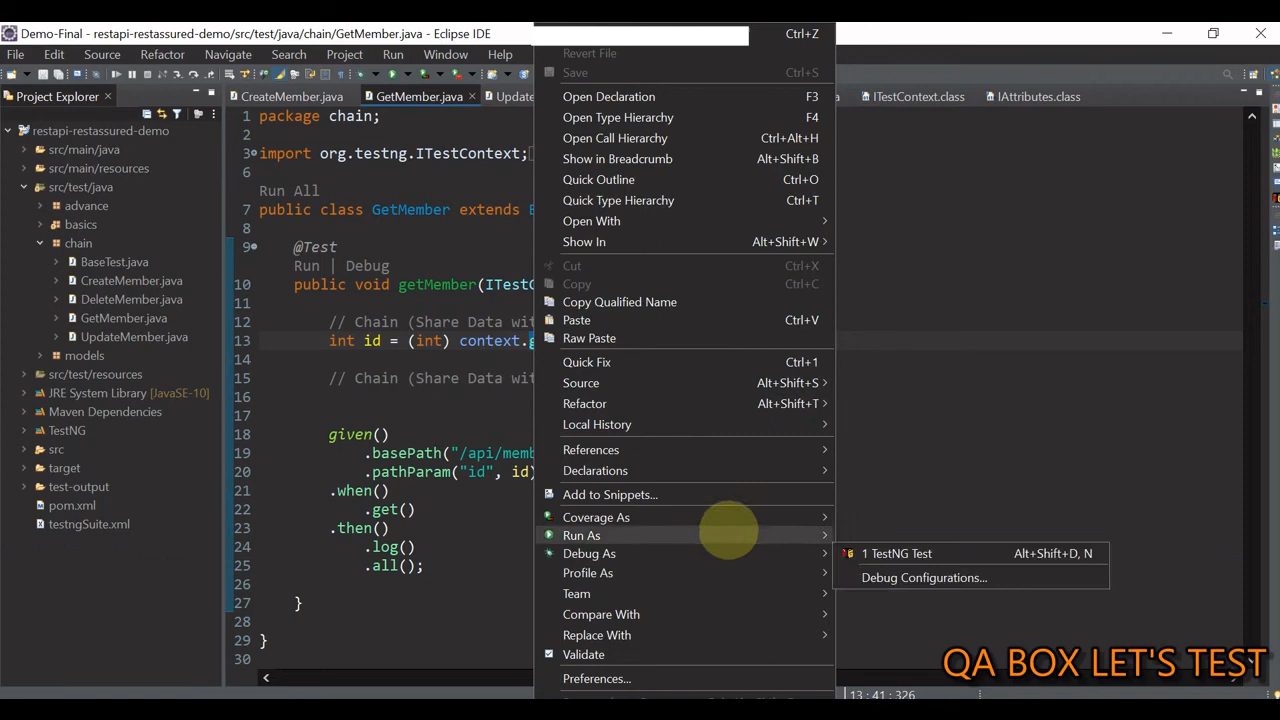 Demo-Final - restapi-restassured-demo/src/test/java/chain/GetMember.java - Eclipse IDE
File Edit Source Refactor Navigate Search Project Run Window Help
Project Explorer
restapi-restassured-demo
src/main/java
src/main/resources
src/test/java
advance
basics
chain
BaseTest.java
CreateMember.java
DeleteMember.java
GetMember.java
UpdateMember.java
models
src/test/resources
JRE System Library [JavaSE-10]
Maven Dependencies
TestNG
src
target
test-output
pom.xml
testngSuite.xml
CreateMember.java GetMember.java Update ITestContext.class IAttributes.class
1 package chain;
2
3 import org.testng.ITestContext;
6
Run All
7 public class GetMember extends
8
9 @Test
Run | Debug
10 public void getMember(ITestC
11
12 // Chain (Share Data wit
13 int id = (int) context.g
14
15 // Chain (Share Data wit
16
17
18 given()
19 .basePath("/api/mem
20 .pathParam("id", id)
21 .when()
22 .get()
23 .then()
24 .log()
25 .all();
26
27 }
28
29 }
30
Ctrl+Z
Revert File
Save Ctrl+S
Open Declaration F3
Open Type Hierarchy F4
Open Call Hierarchy Ctrl+Alt+H
Show in Breadcrumb Alt+Shift+B
Quick Outline Ctrl+O
Quick Type Hierarchy Ctrl+T
Open With
Show In Alt+Shift+W
Cut Ctrl+X
Copy Ctrl+C
Copy Qualified Name
Paste Ctrl+V
Raw Paste
Quick Fix Ctrl+1
Source Alt+Shift+S
Refactor Alt+Shift+T
Local History
References
Declarations
Add to Snippets...
Coverage As
Run As
Debug As
Profile As
Team
Compare With
Replace With
Validate
Preferences...
1 TestNG Test Alt+Shift+D, N
Debug Configurations...
QA BOX LET'S TEST
13 : 41 : 326